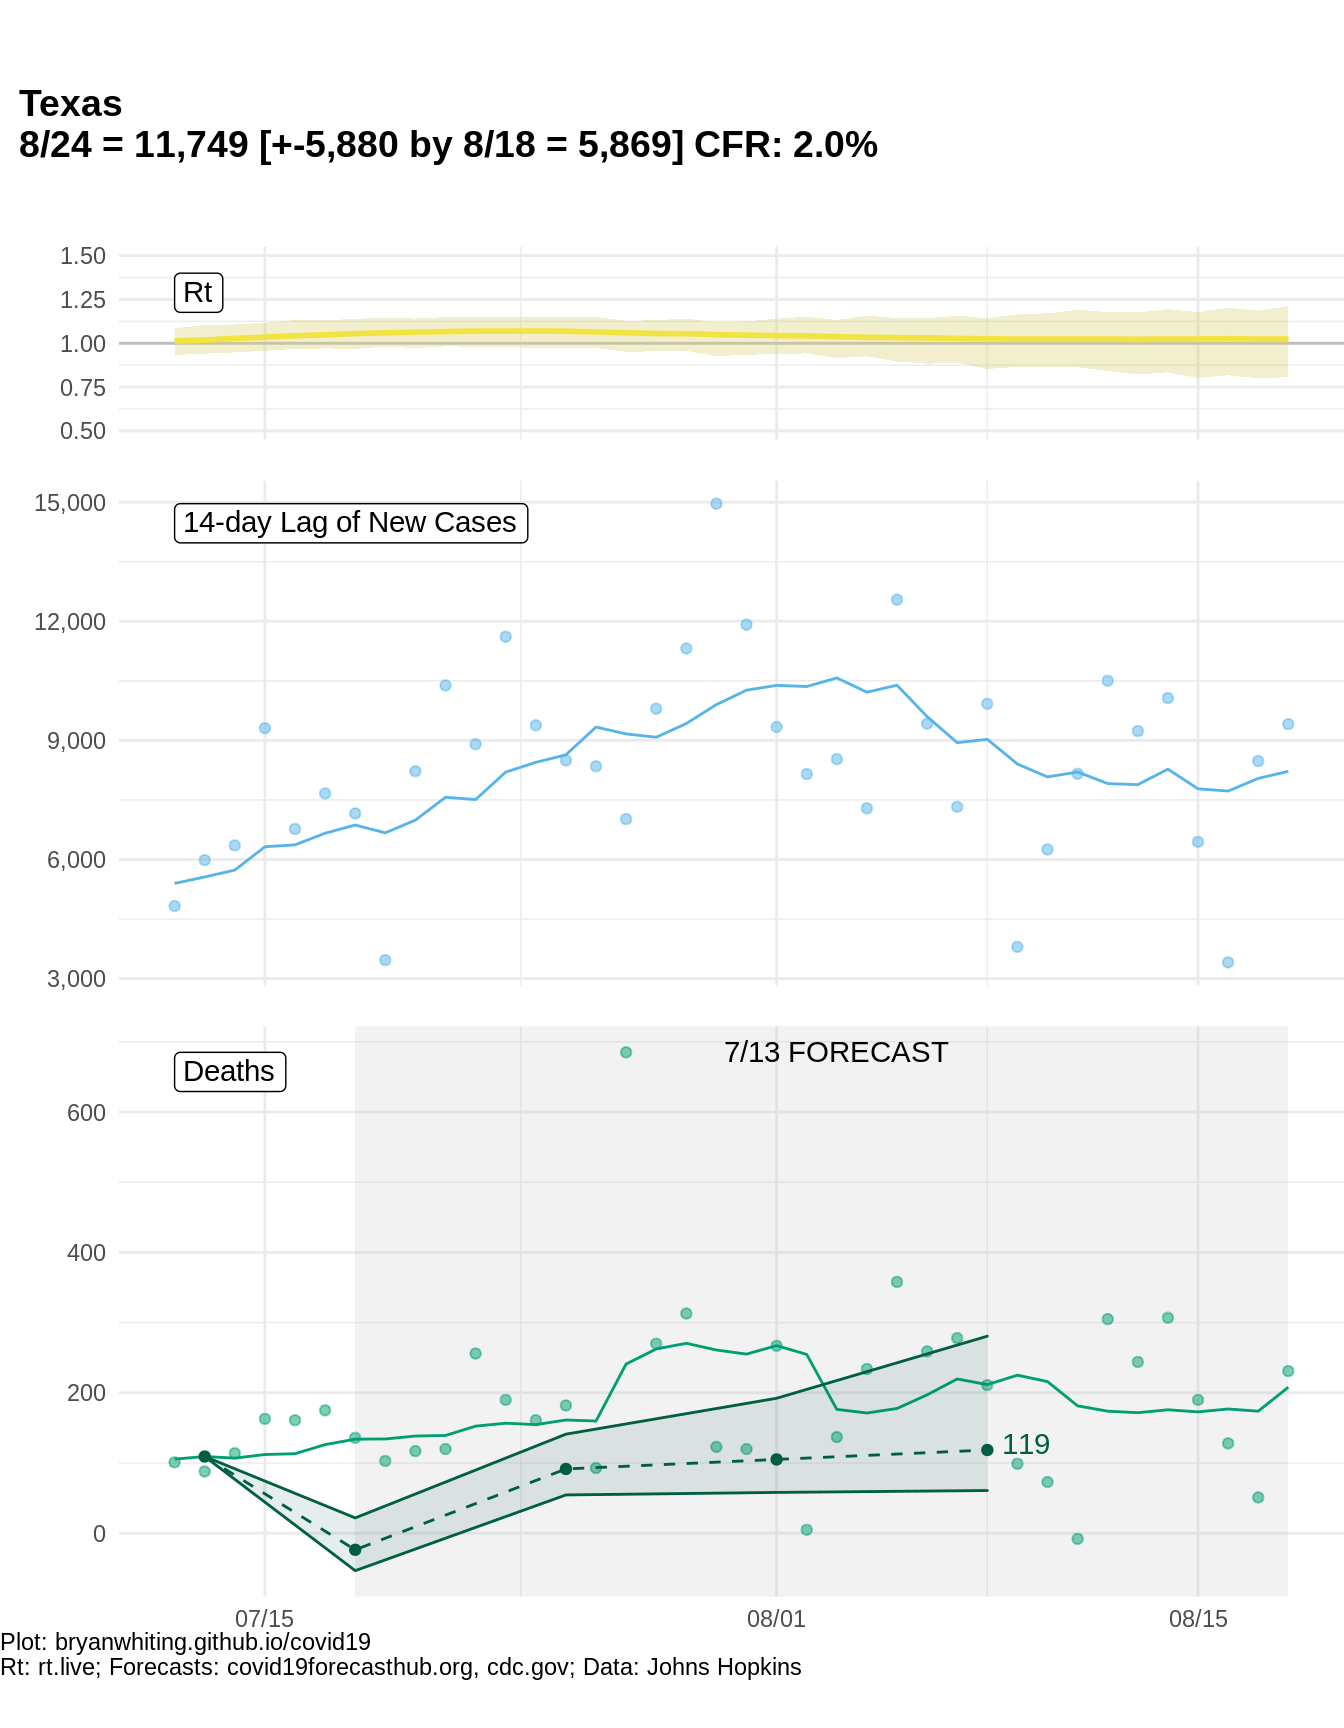 Texas
8/24 = 11,749 [+-5,880 by 8/18 = 5,869] CFR: 2.0%
1.50
Rt
1.25
1.00
0.75
0.50
15,000
14-day Lag of New Cases
12,000
9,000
6,000
3,000
7/13 FORECAST
Deaths
600
400
200
119
0
07/15 08/01 08/15
Plot: bryanwhiting.github.io/covid19
Rt: rt.live; Forecasts: covid19forecasthub.org, cdc.gov; Data: Johns Hopkins